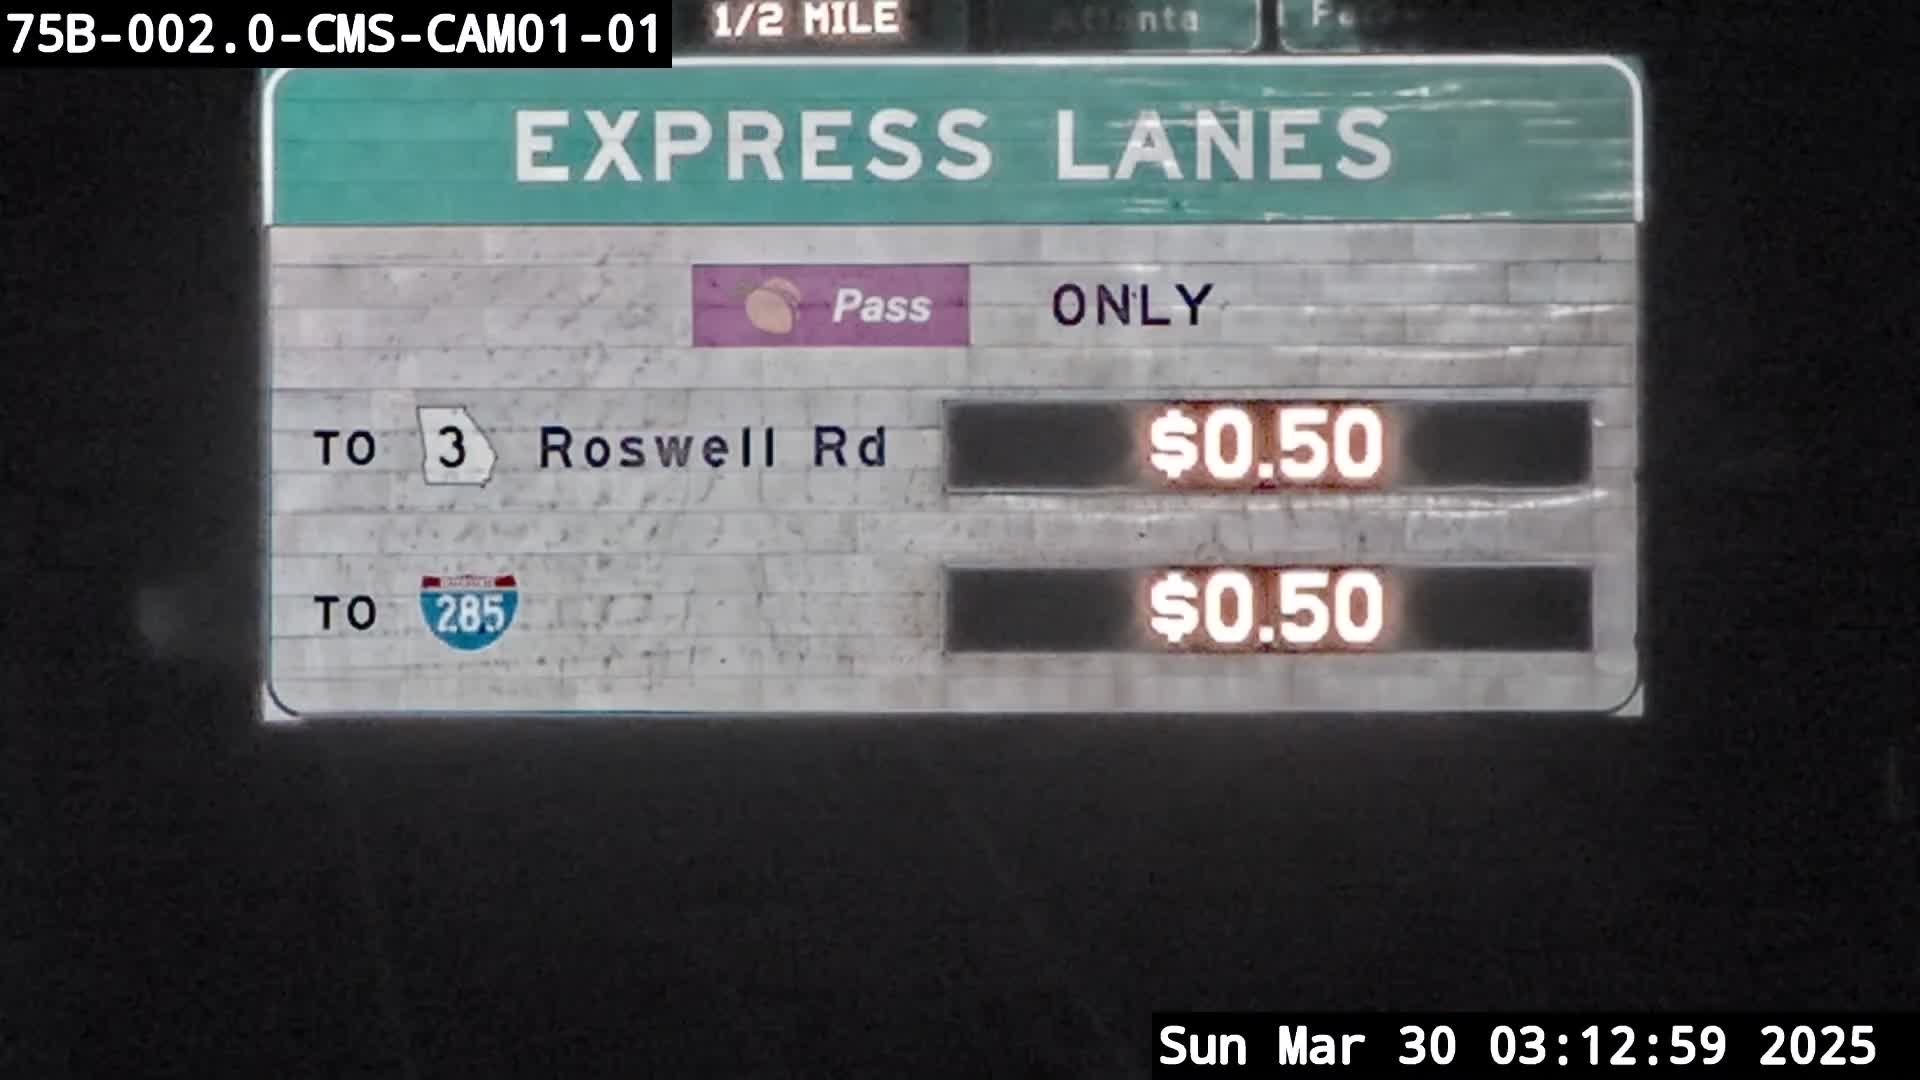 75B-002.0-CMS-CAM01-01
1/2 MILE
Atlanta
EXPRESS LANES
Pass ONLY
TO 3 Roswell Rd $0.50
TO 285 $0.50
Sun Mar 30 03:12:59 2025